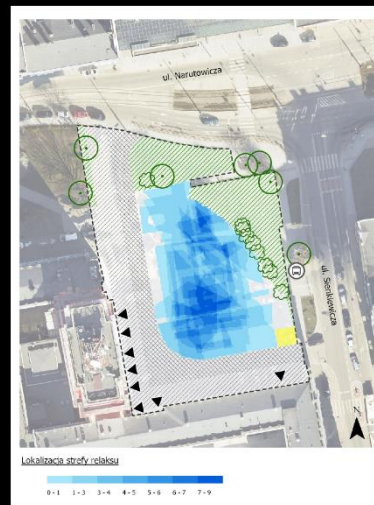 ul. Narutowicza
ul. Sienkiewicza
N
Lokalizacja strefy relaksu
0 - 1 1 - 3 3 - 4 4 - 5 5 - 6 6 - 7 7 - 9